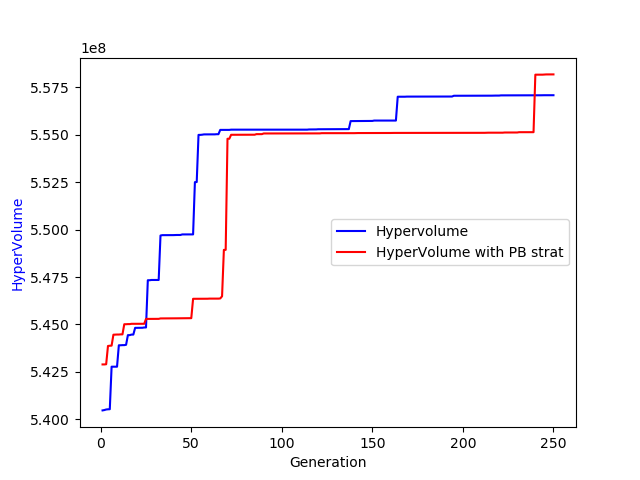 1e8
5.575
5.550
5.525
5.500
5.475
5.450
5.425
5.400
HyperVolume
Hypervolume
HyperVolume with PB strat
0 50 100 150 200 250
Generation